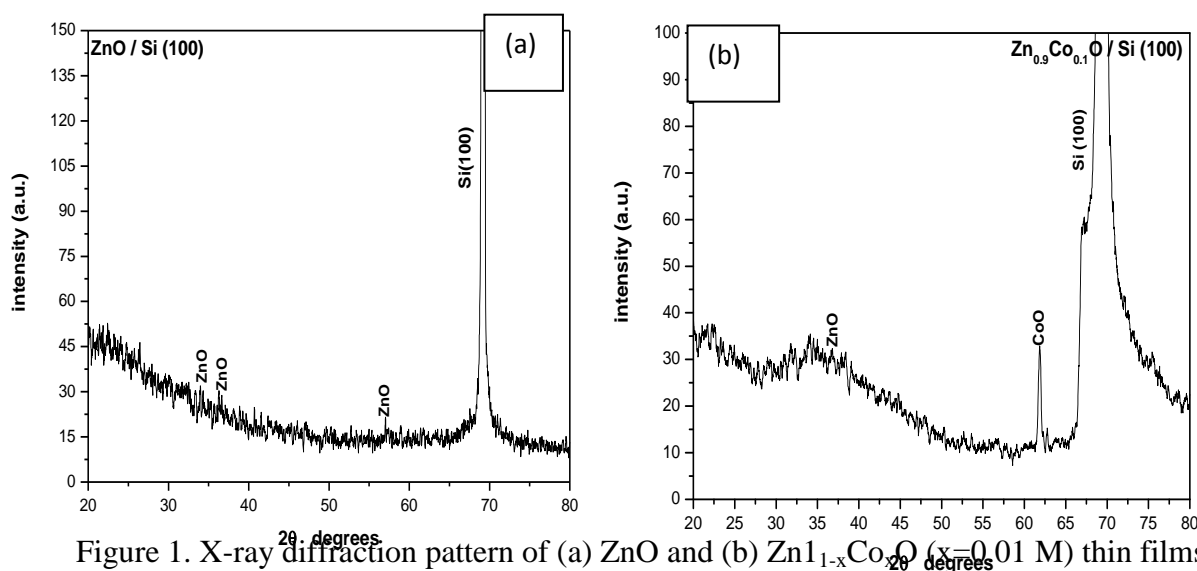 ZnO / Si (100)
(a)
150
135
120
105
90
75
60
45
30
15
0
intensity (a.u.)
ZnO
ZnO
ZnO
Si(100)
20 30 40 50 60 70 80
2θ degrees
(b)
Zn₀.₉Co₀.₁O / Si (100)
100
90
80
70
60
50
40
30
20
10
0
intensity (a.u.)
ZnO
CoO
Si (100)
20 25 30 35 40 45 50 55 60 65 70 75 80
2θ degrees
Figure 1. X-ray diffraction pattern of (a) ZnO and (b) Zn1₁₋ₓCoₓO (x=0.01 M) thin films